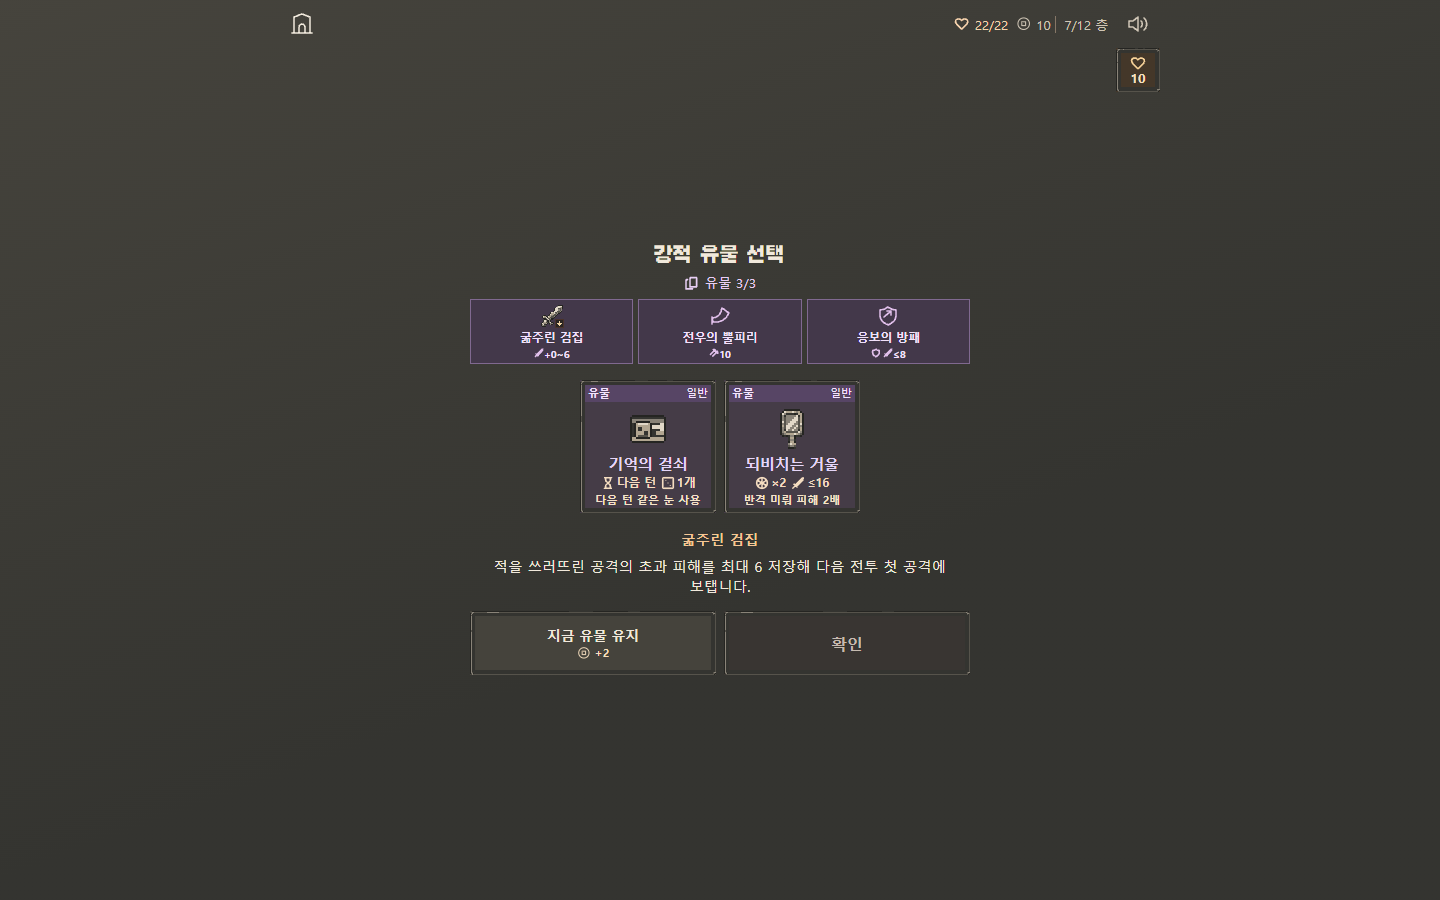 22/22 10 7/12 층
10
강적 유물 선택
유물 3/3
굶주린 검집
+0~6
전우의 뿔피리
10
응보의 방패
≤8
유물 일반
기억의 걸쇠
다음 턴 1개
다음 턴 같은 눈 사용
유물 일반
되비치는 거울
×2 ≤16
반격 미뤄 피해 2배
굶주린 검집
적을 쓰러뜨린 공격의 초과 피해를 최대 6 저장해 다음 전투 첫 공격에
보탭니다.
지금 유물 유지
+2
확인